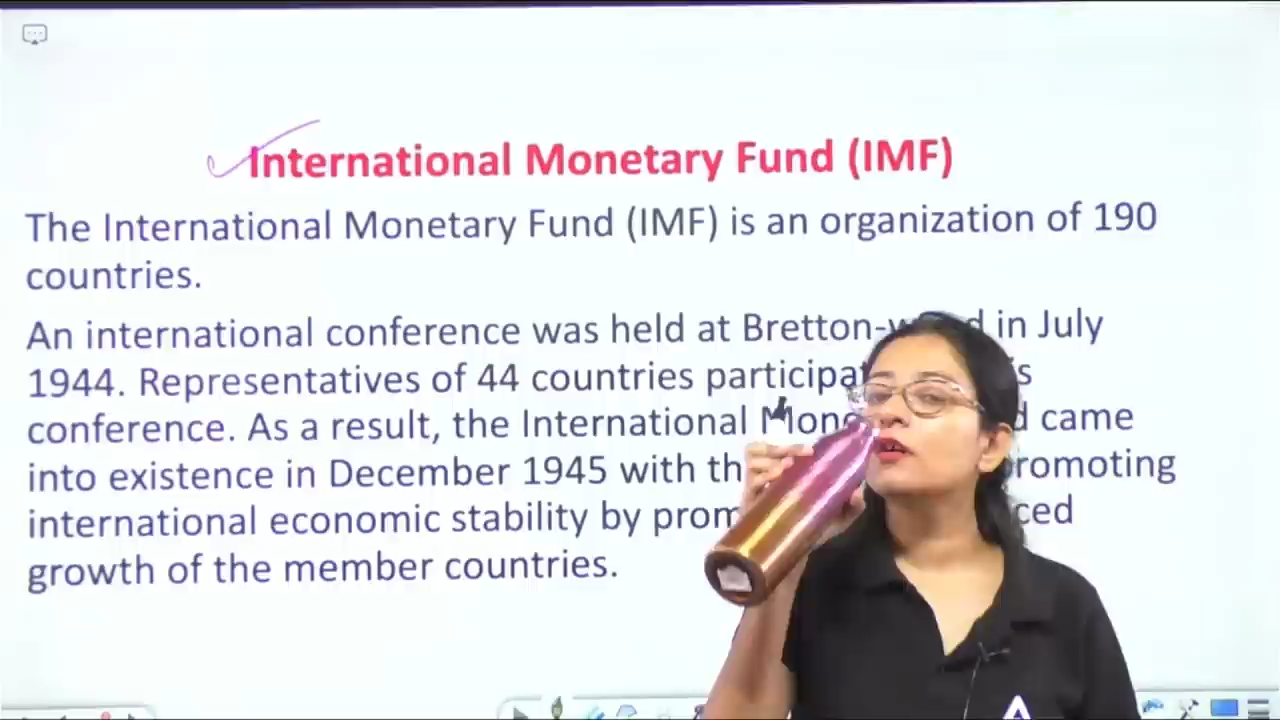 International Monetary Fund (IMF)
The International Monetary Fund (IMF) is an organization of 190
countries.
An international conference was held at Bretton- in July
1944. Representatives of 44 countries
conference. As a result, the International came
into existence in December 1945 with promoting
international economic stability by
growth of the member countries.